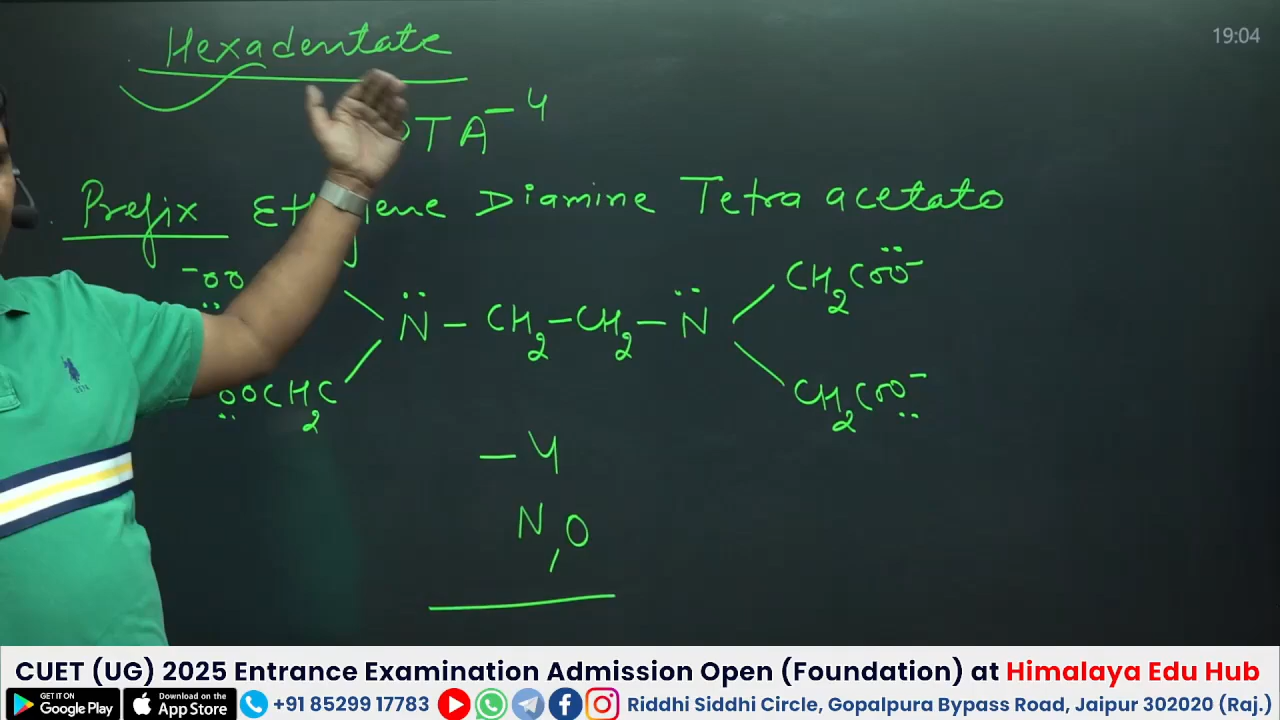 19:04
Hexadentate
TA⁻⁴
Prefix Diamine Tetra acetato
⁻OO CH₂COO⁻
N̈ – CH₂–CH₂ – N̈
OOCH₂C CH₂COO⁻
– 4
N, O
CUET (UG) 2025 Entrance Examination Admission Open (Foundation) at Himalaya Edu Hub
GET IT ON Google Play Download on the App Store +91 85299 17783 Riddhi Siddhi Circle, Gopalpura Bypass Road, Jaipur 302020 (Raj.)